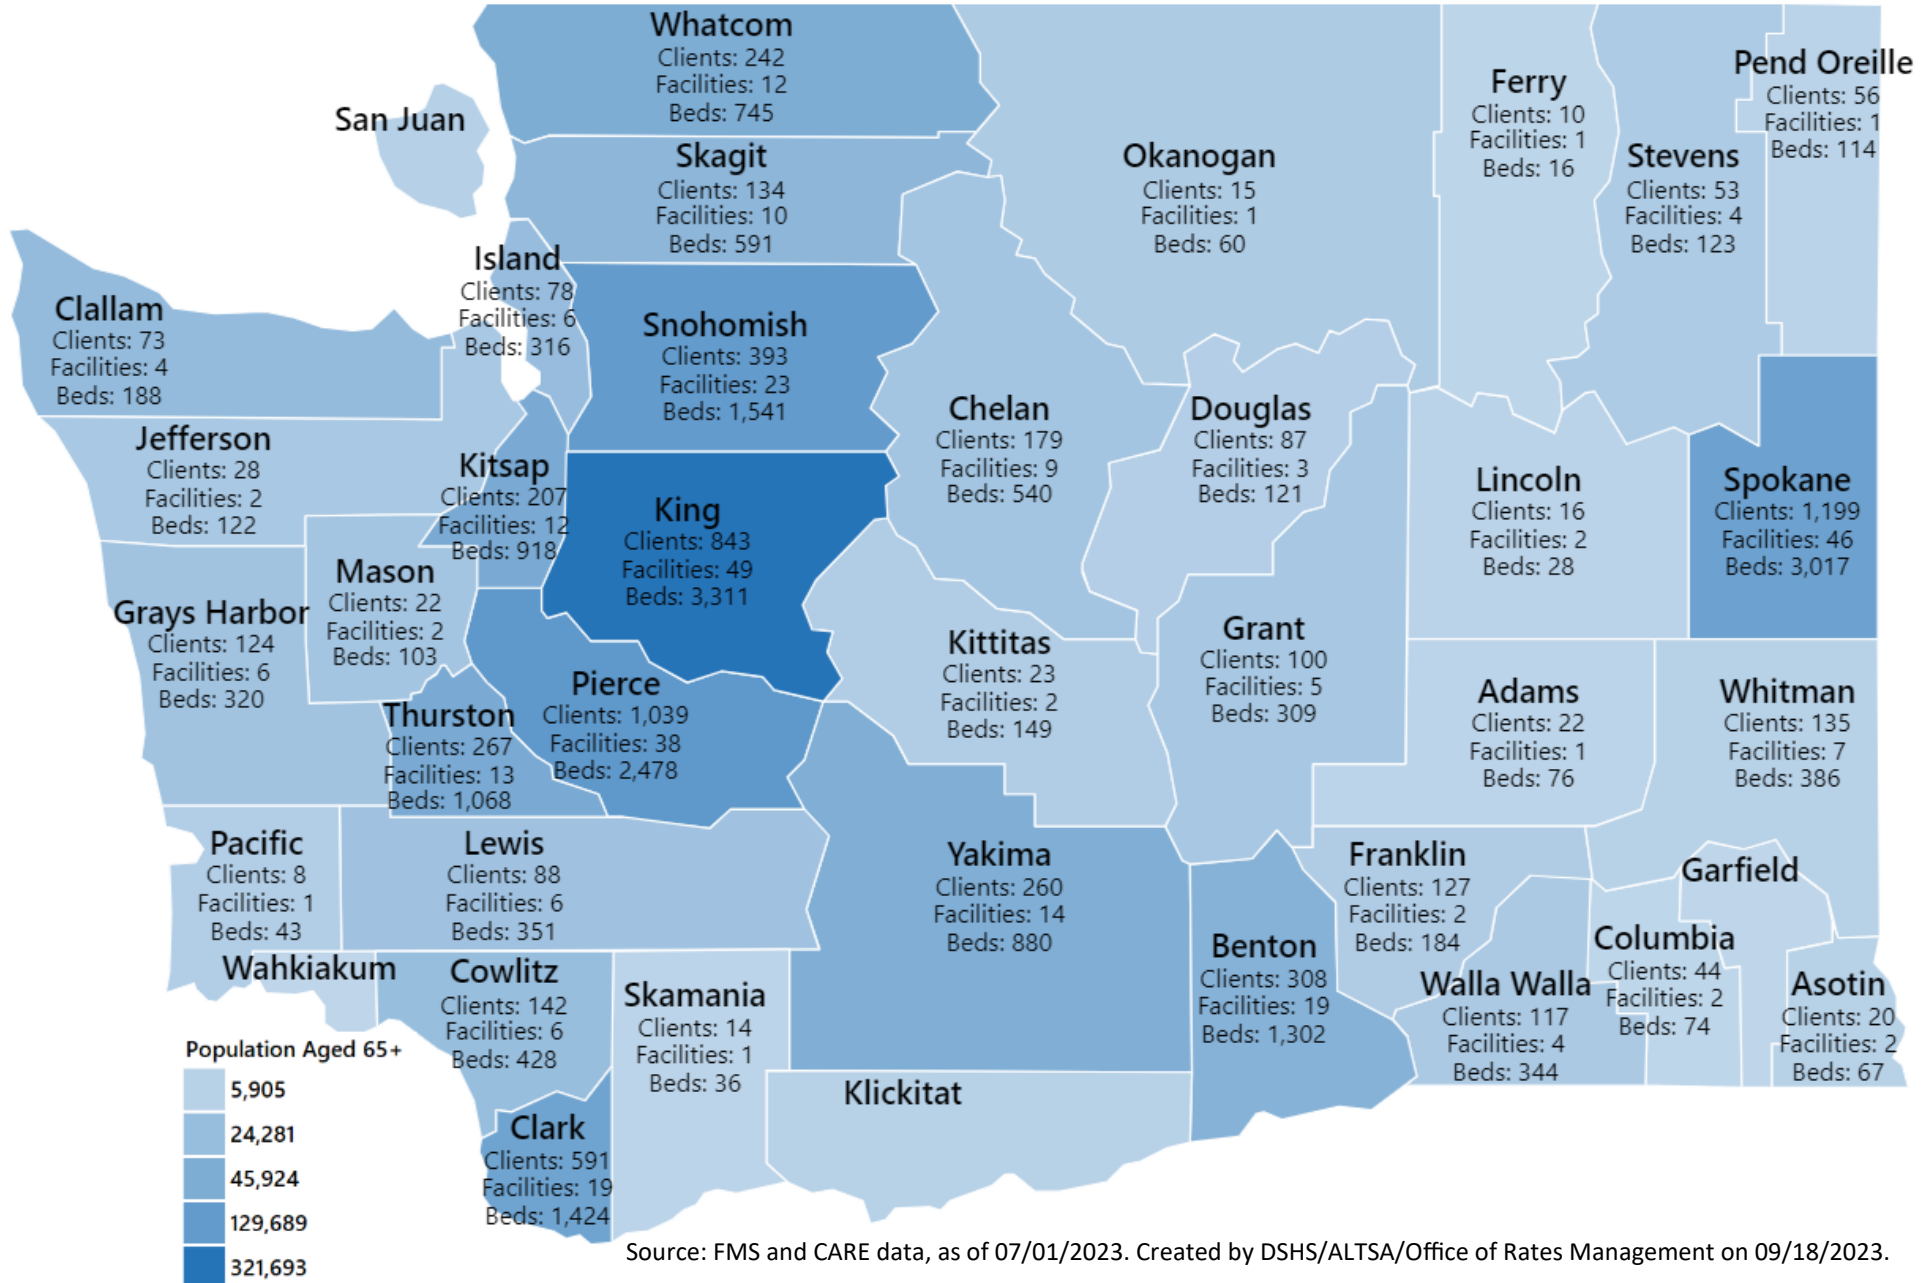 Whatcom
Clients: 242
Facilities: 12
Beds: 745
San Juan
Skagit
Clients: 134
Facilities: 10
Beds: 591
Okanogan
Clients: 15
Facilities: 1
Beds: 60
Ferry
Clients: 10
Facilities: 1
Beds: 16
Stevens
Clients: 53
Facilities: 4
Beds: 123
Pend Oreille
Clients: 56
Facilities: 1
Beds: 114
Island
Clients: 78
Facilities: 6
Beds: 316
Clallam
Clients: 73
Facilities: 4
Beds: 188
Snohomish
Clients: 393
Facilities: 23
Beds: 1,541
Chelan
Clients: 179
Facilities: 9
Beds: 540
Douglas
Clients: 87
Facilities: 3
Beds: 121
Jefferson
Clients: 28
Facilities: 2
Beds: 122
Kitsap
Clients: 207
Facilities: 12
Beds: 918
King
Clients: 843
Facilities: 49
Beds: 3,311
Lincoln
Clients: 16
Facilities: 2
Beds: 28
Spokane
Clients: 1,199
Facilities: 46
Beds: 3,017
Mason
Clients: 22
Facilities: 2
Beds: 103
Grays Harbor
Clients: 124
Facilities: 6
Beds: 320
Kittitas
Clients: 23
Facilities: 2
Beds: 149
Grant
Clients: 100
Facilities: 5
Beds: 309
Pierce
Clients: 1,039
Facilities: 38
Beds: 2,478
Thurston
Clients: 267
Facilities: 13
Beds: 1,068
Adams
Clients: 22
Facilities: 1
Beds: 76
Whitman
Clients: 135
Facilities: 7
Beds: 386
Pacific
Clients: 8
Facilities: 1
Beds: 43
Lewis
Clients: 88
Facilities: 6
Beds: 351
Yakima
Clients: 260
Facilities: 14
Beds: 880
Franklin
Clients: 127
Facilities: 2
Beds: 184
Garfield
Benton
Clients: 308
Facilities: 19
Beds: 1,302
Columbia
Clients: 44
Facilities: 2
Beds: 74
Walla Walla
Clients: 117
Facilities: 4
Beds: 344
Asotin
Clients: 20
Facilities: 2
Beds: 67
Wahkiakum
Cowlitz
Clients: 142
Facilities: 6
Beds: 428
Skamania
Clients: 14
Facilities: 1
Beds: 36
Klickitat
Clark
Clients: 591
Facilities: 19
Beds: 1,424
Population Aged 65+
5,905
24,281
45,924
129,689
321,693
Source: FMS and CARE data, as of 07/01/2023. Created by DSHS/ALTSA/Office of Rates Management on 09/18/2023.